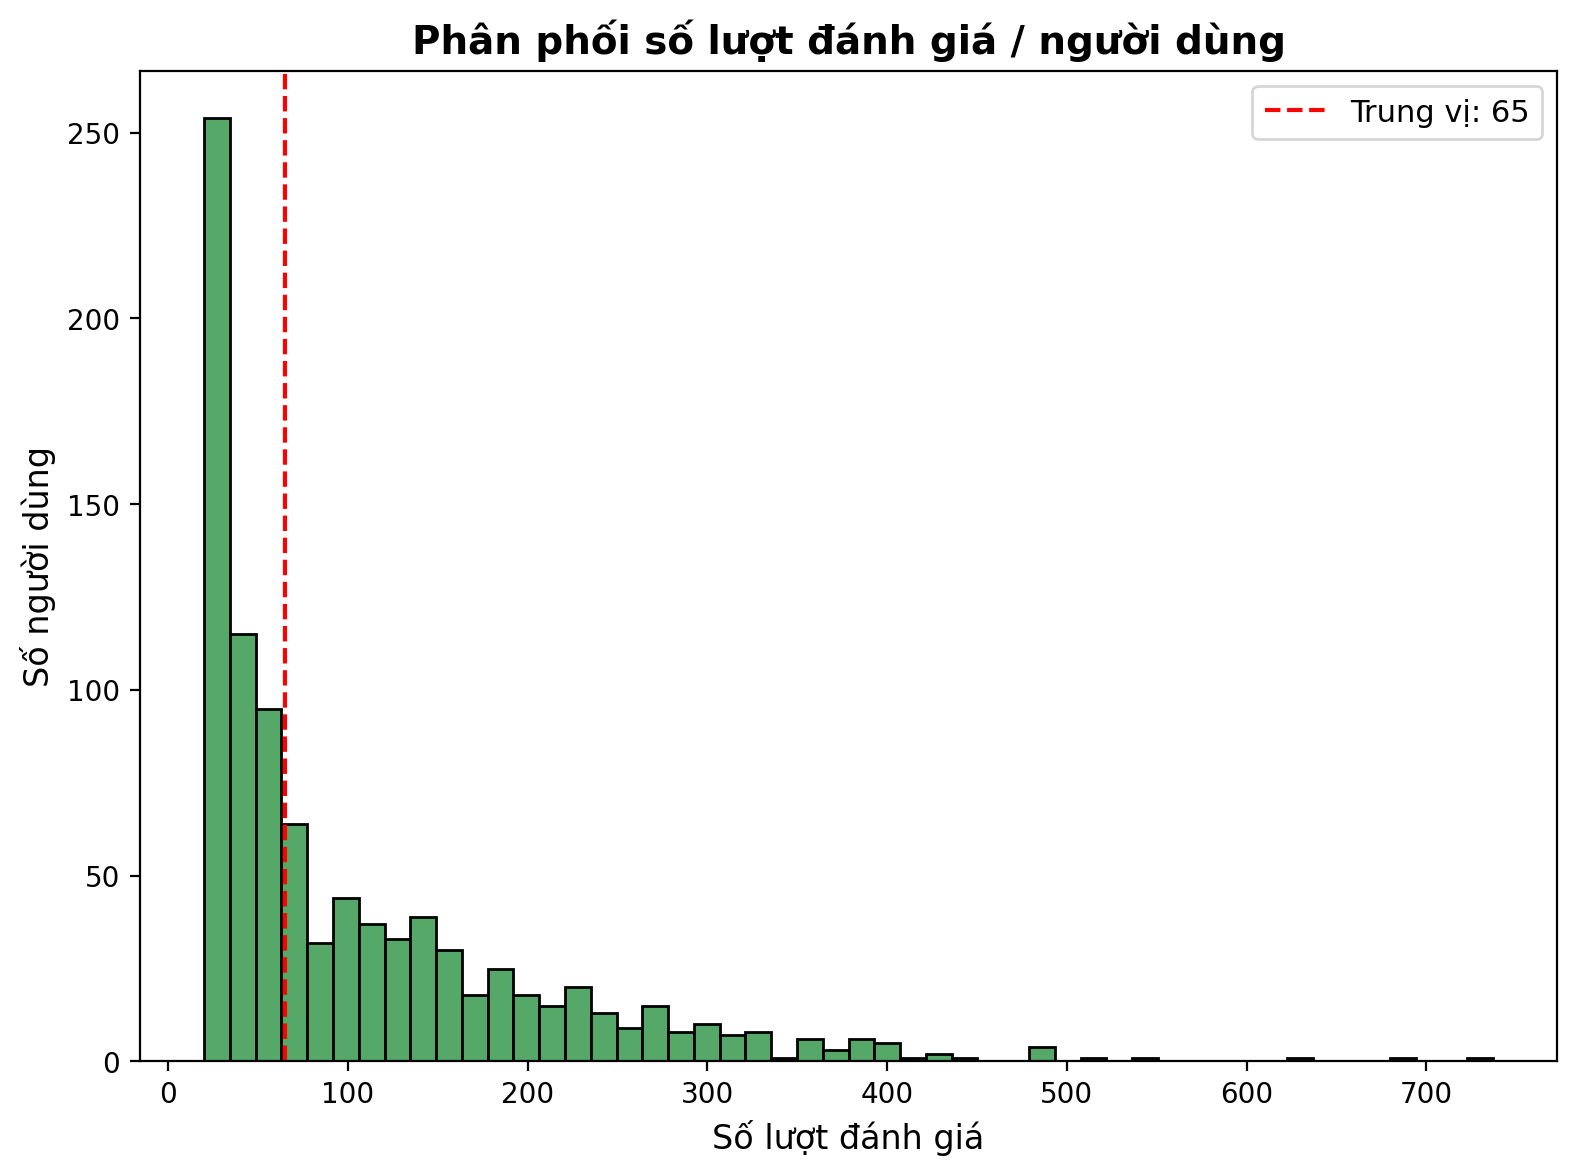 Phân phối số lượt đánh giá / người dùng
Trung vị: 65
Số người dùng
250
200
150
100
50
0
0 100 200 300 400 500 600 700
Số lượt đánh giá